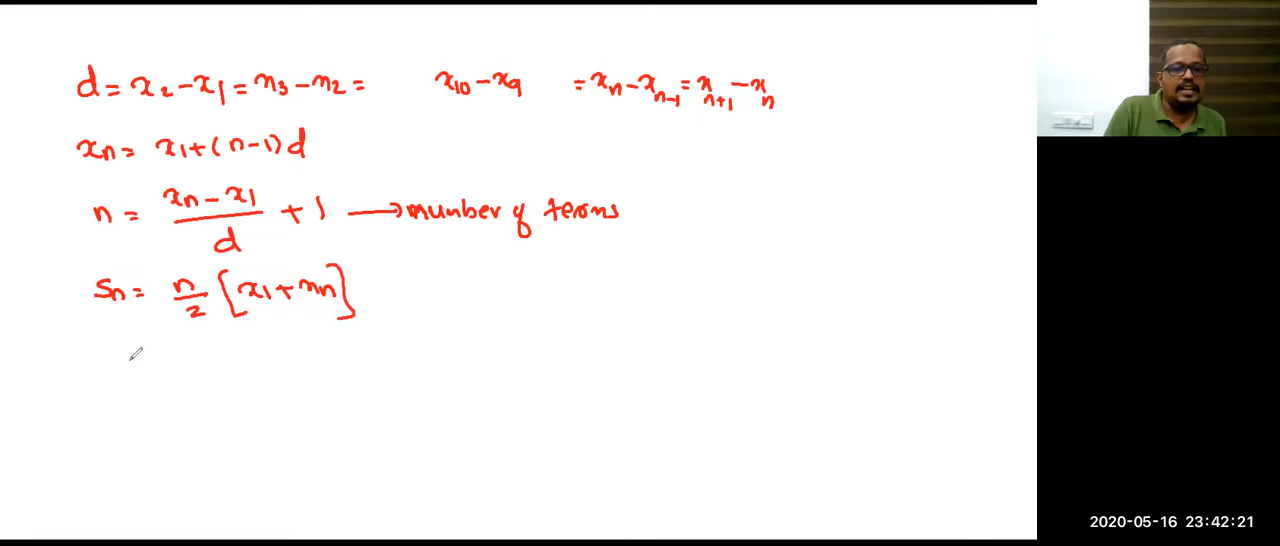 d = x₂ - x₁ = x₃ - x₂ = x₁₀ - x₉ = xₙ - xₙ₋₁ = xₙ₊₁ - xₙ
xₙ = x₁ + (n-1) d
n = (xₙ - x₁)/d + 1 → number of terms
Sₙ = n/2 [x₁ + xₙ]
2020-05-16 23:42:21